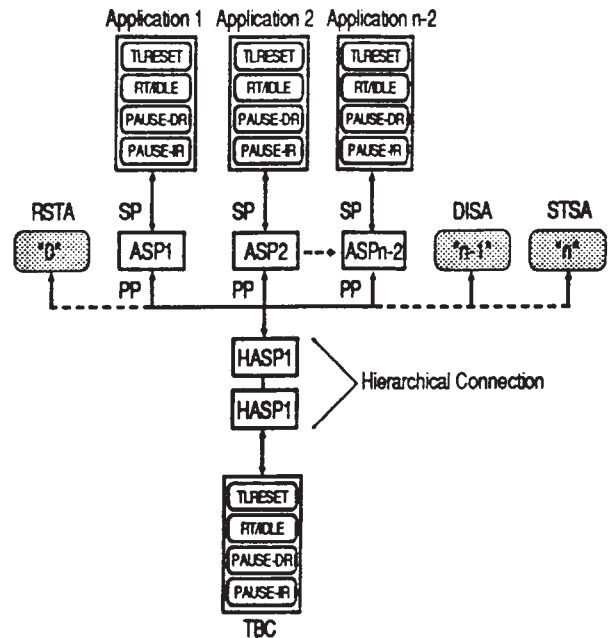 Application 1 Application 2 Application n-2
TLRESET TLRESET TLRESET
RT/IDLE RT/IDLE RT/IDLE
PAUSE-DR PAUSE-DR PAUSE-DR
PAUSE-IR PAUSE-IR PAUSE-IR
RSTA SP SP SP DISA STSA
"0" ASP1 ASP2 ASPn-2 "n-1" "n"
PP PP PP
HASP1
Hierarchical Connection
HASP1
TLRESET
RT/IDLE
PAUSE-DR
PAUSE-IR
TBC